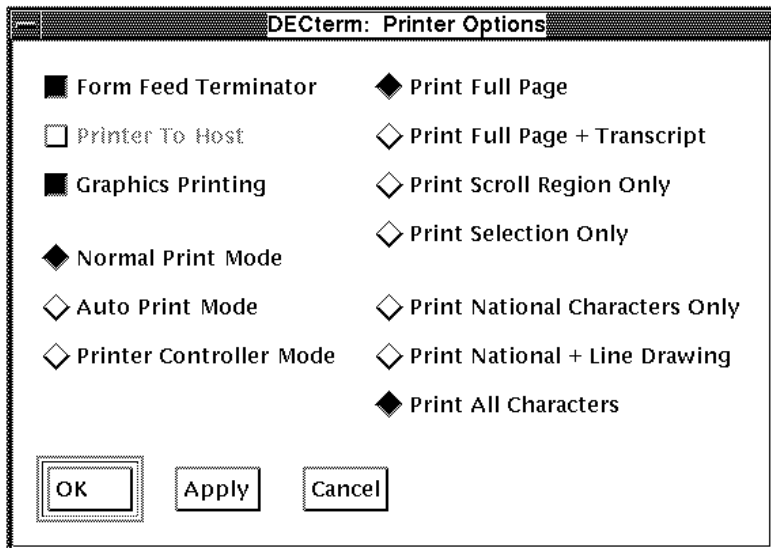 DECterm: Printer Options
Form Feed Terminator
Printer To Host
Graphics Printing
Normal Print Mode
Auto Print Mode
Printer Controller Mode
Print Full Page
Print Full Page + Transcript
Print Scroll Region Only
Print Selection Only
Print National Characters Only
Print National + Line Drawing
Print All Characters
OK
Apply
Cancel